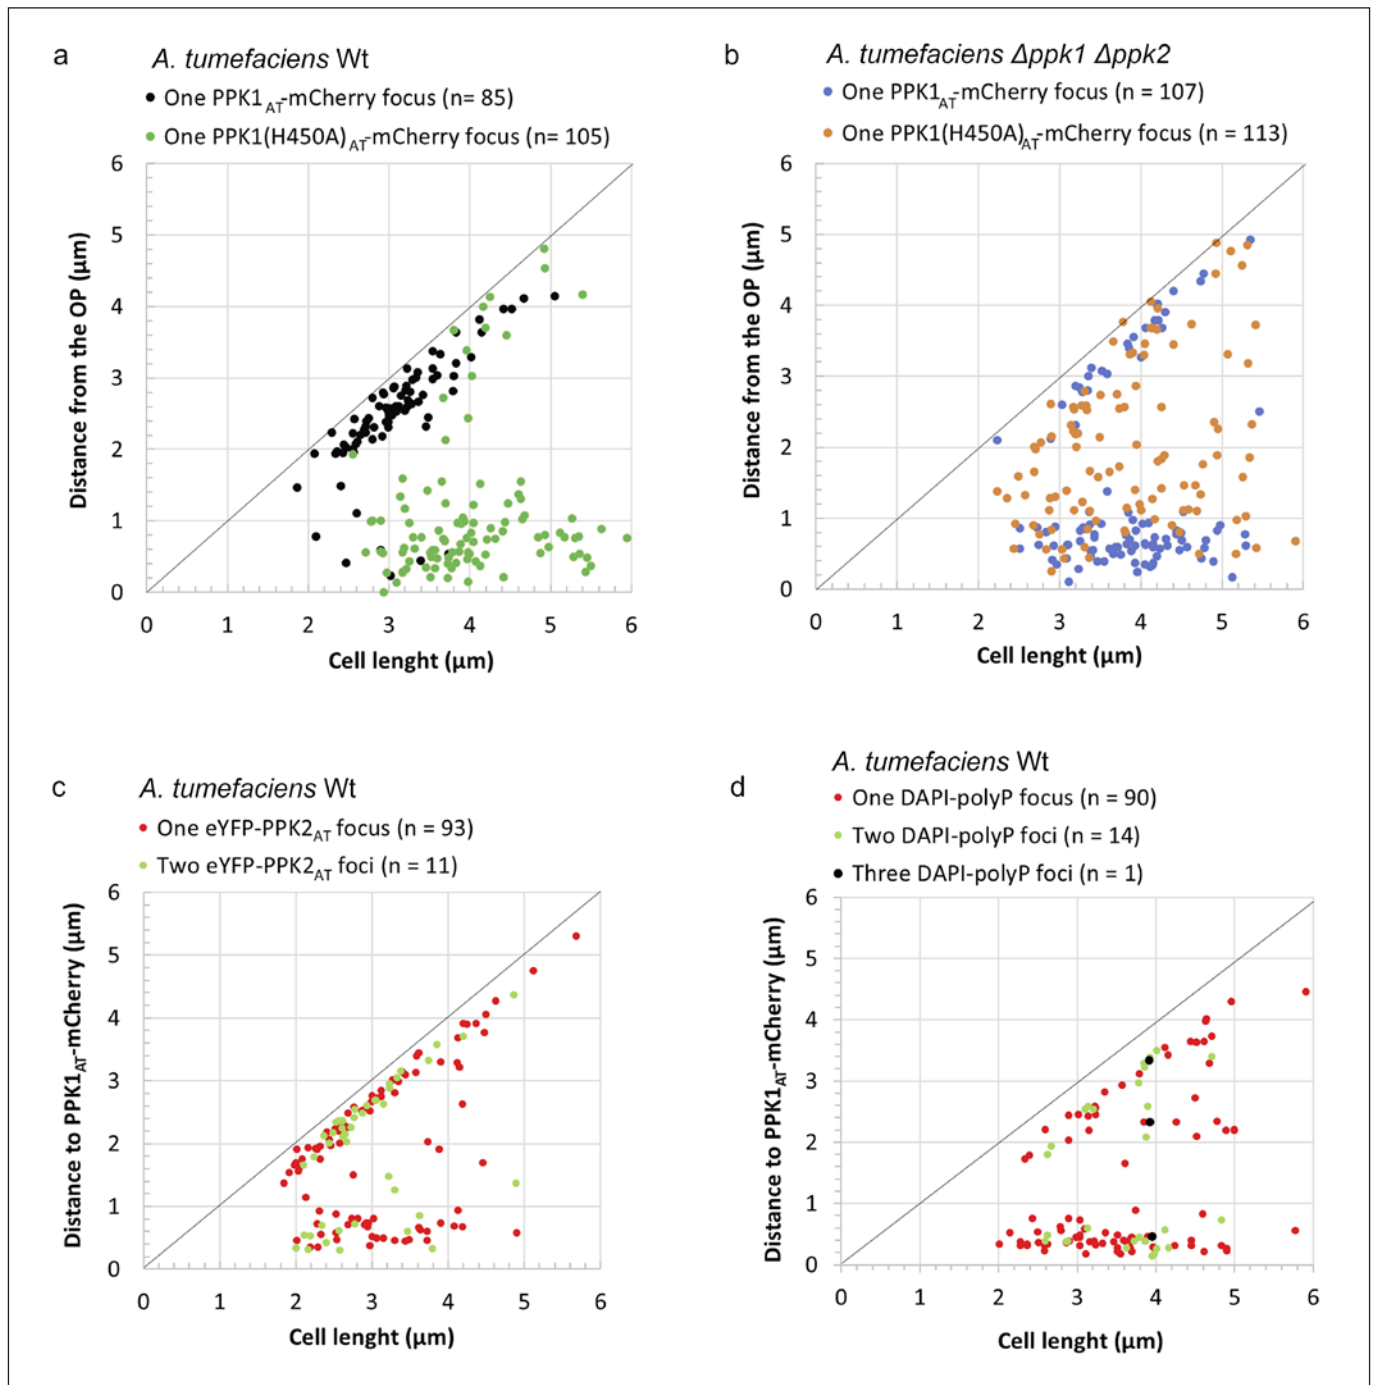 a
A. tumefaciens Wt
One PPK1AT-mCherry focus (n= 85)
One PPK1(H450A)AT-mCherry focus (n= 105)
6
5
4
3
2
1
0
0 1 2 3 4 5 6
Distance from the OP (μm)
Cell lenght (μm)
b
A. tumefaciens Δppk1 Δppk2
One PPK1AT-mCherry focus (n = 107)
One PPK1(H450A)AT-mCherry focus (n = 113)
6
5
4
3
2
1
0
0 1 2 3 4 5 6
Distance from the OP (μm)
Cell lenght (μm)
c
A. tumefaciens Wt
One eYFP-PPK2AT focus (n = 93)
Two eYFP-PPK2AT foci (n = 11)
6
5
4
3
2
1
0
0 1 2 3 4 5 6
Distance to PPK1AT-mCherry (μm)
Cell lenght (μm)
d
A. tumefaciens Wt
One DAPI-polyP focus (n = 90)
Two DAPI-polyP foci (n = 14)
Three DAPI-polyP foci (n = 1)
6
5
4
3
2
1
0
0 1 2 3 4 5 6
Distance to PPK1AT-mCherry (μm)
Cell lenght (μm)